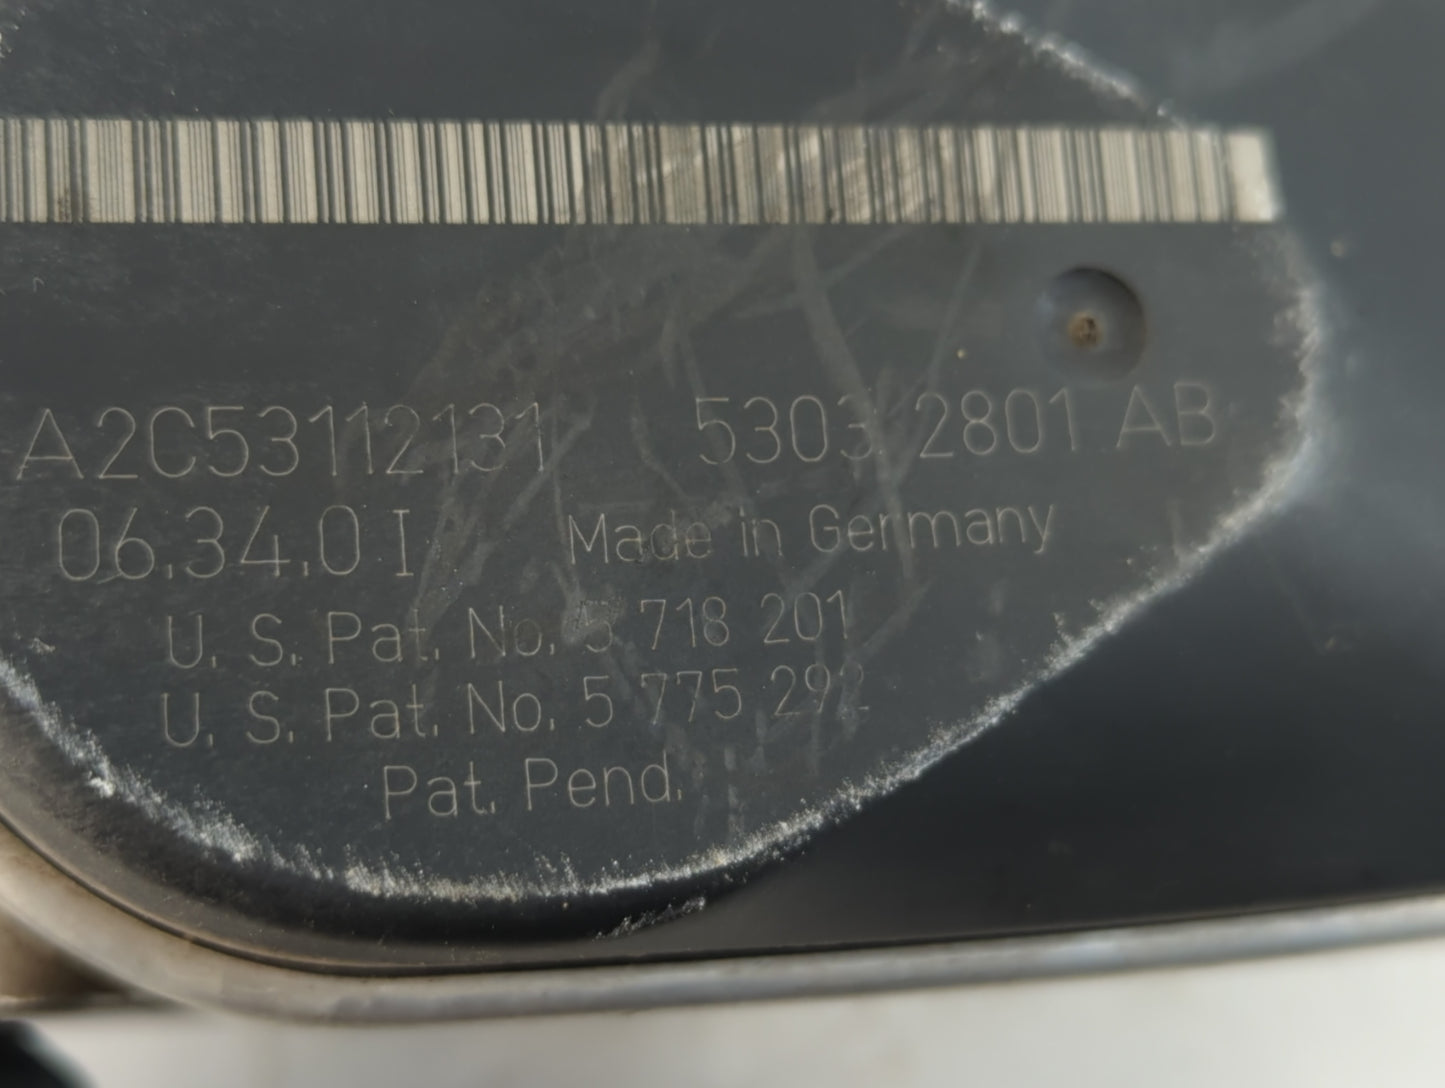 A2C53112131 53032801 AB
06.34.0 I Made in Germany
U. S. Pat. No. 5 718 201
U. S. Pat. No. 5 775 292
Pat. Pend.